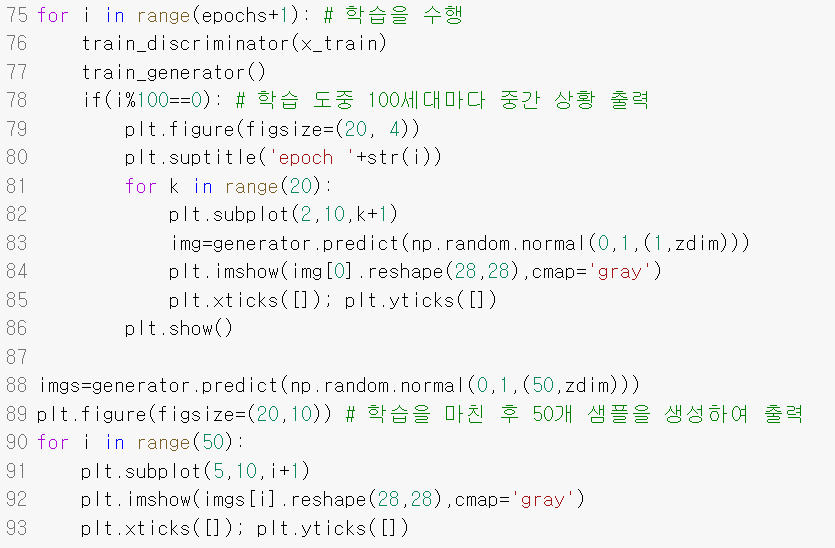 75 for i in range(epochs+1): # 학습을 수행
76     train_discriminator(x_train)
77     train_generator()
78     if(i%100==0): # 학습 도중 100세대마다 중간 상황 출력
79         plt.figure(figsize=(20, 4))
80         plt.suptitle('epoch '+str(i))
81         for k in range(20):
82             plt.subplot(2,10,k+1)
83             img=generator.predict(np.random.normal(0,1,(1,zdim)))
84             plt.imshow(img[0].reshape(28,28),cmap='gray')
85             plt.xticks([]); plt.yticks([])
86         plt.show()
87
88 imgs=generator.predict(np.random.normal(0,1,(50,zdim)))
89 plt.figure(figsize=(20,10)) # 학습을 마친 후 50개 샘플을 생성하여 출력
90 for i in range(50):
91     plt.subplot(5,10,i+1)
92     plt.imshow(imgs[i].reshape(28,28),cmap='gray')
93     plt.xticks([]); plt.yticks([])